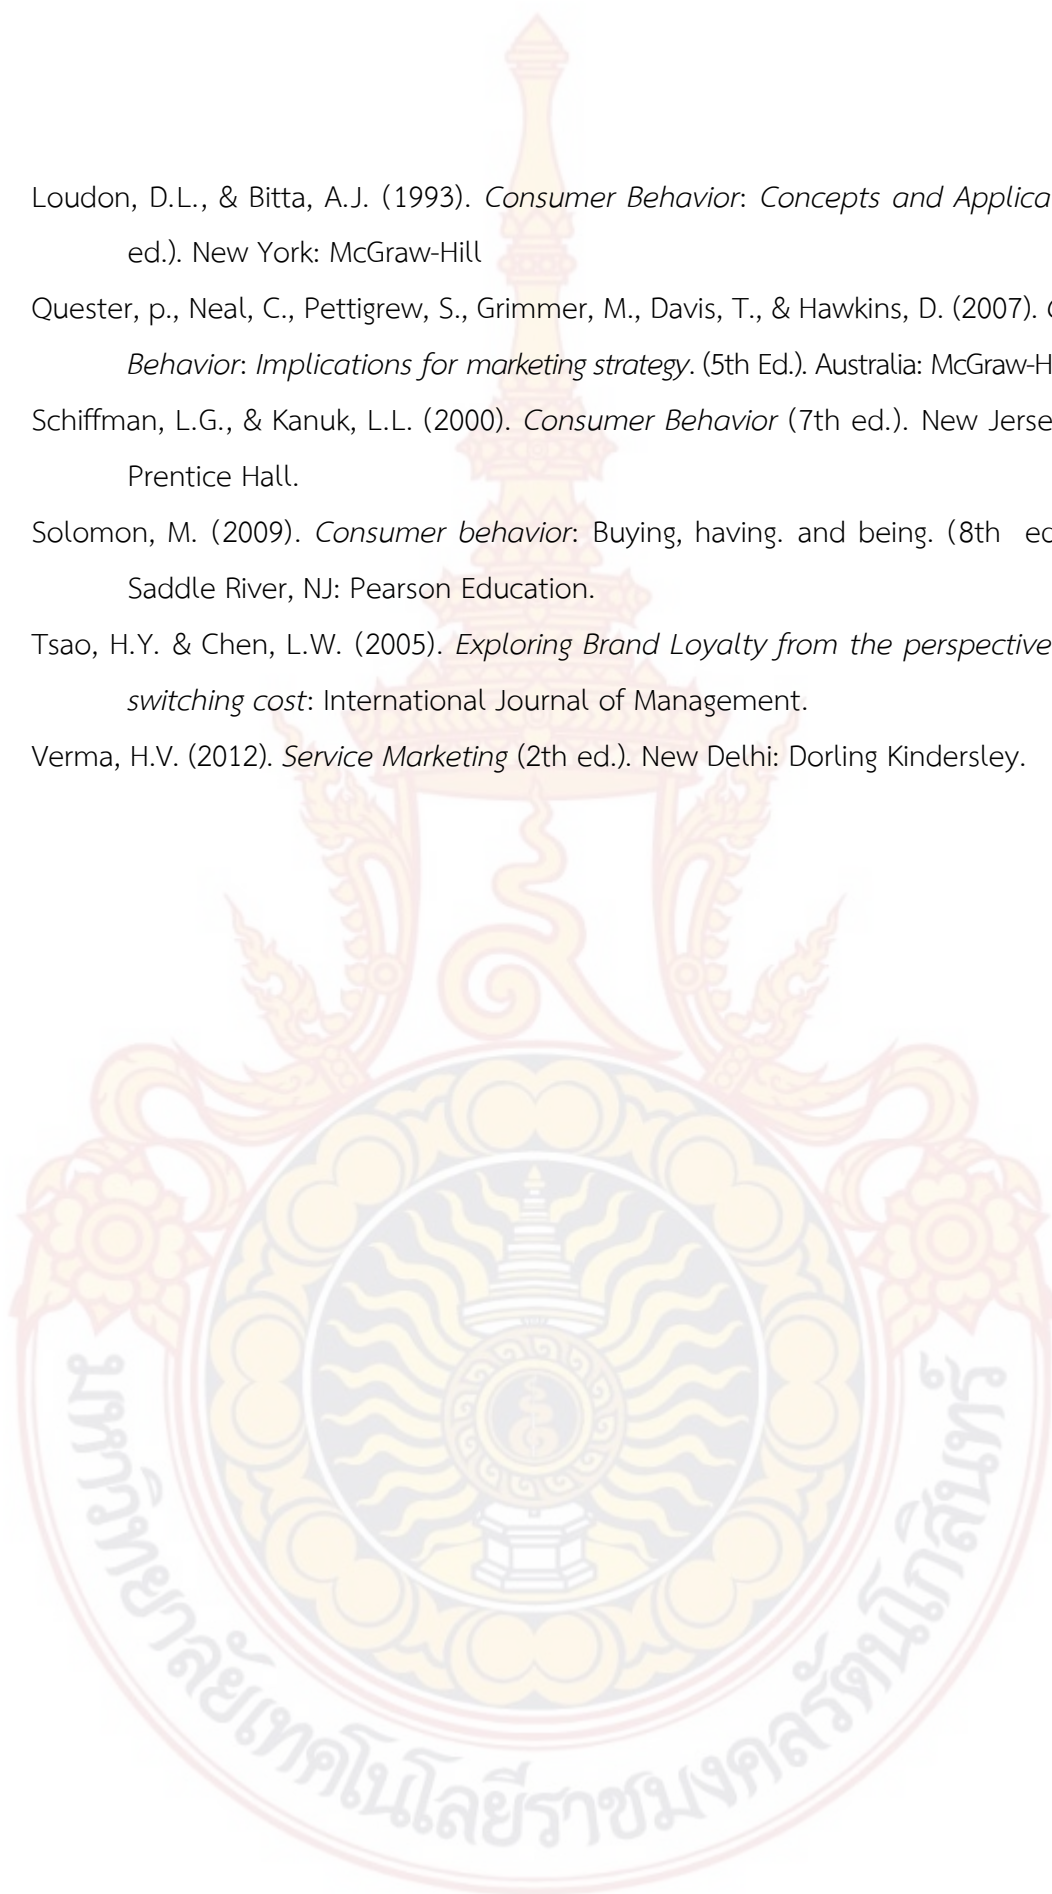 Loudon, D.L., & Bitta, A.J. (1993). Consumer Behavior: Concepts and Applica
ed.). New York: McGraw-Hill
Quester, p., Neal, C., Pettigrew, S., Grimmer, M., Davis, T., & Hawkins, D. (2007).
Behavior: Implications for marketing strategy. (5th Ed.). Australia: McGraw-H
Schiffman, L.G., & Kanuk, L.L. (2000). Consumer Behavior (7th ed.). New Jerse
Prentice Hall.
Solomon, M. (2009). Consumer behavior: Buying, having. and being. (8th ed
Saddle River, NJ: Pearson Education.
Tsao, H.Y. & Chen, L.W. (2005). Exploring Brand Loyalty from the perspective
switching cost: International Journal of Management.
Verma, H.V. (2012). Service Marketing (2th ed.). New Delhi: Dorling Kindersley.
มหาวิทยาลัยเทคโนโลยีราชมงคลรัตนโกสินทร์